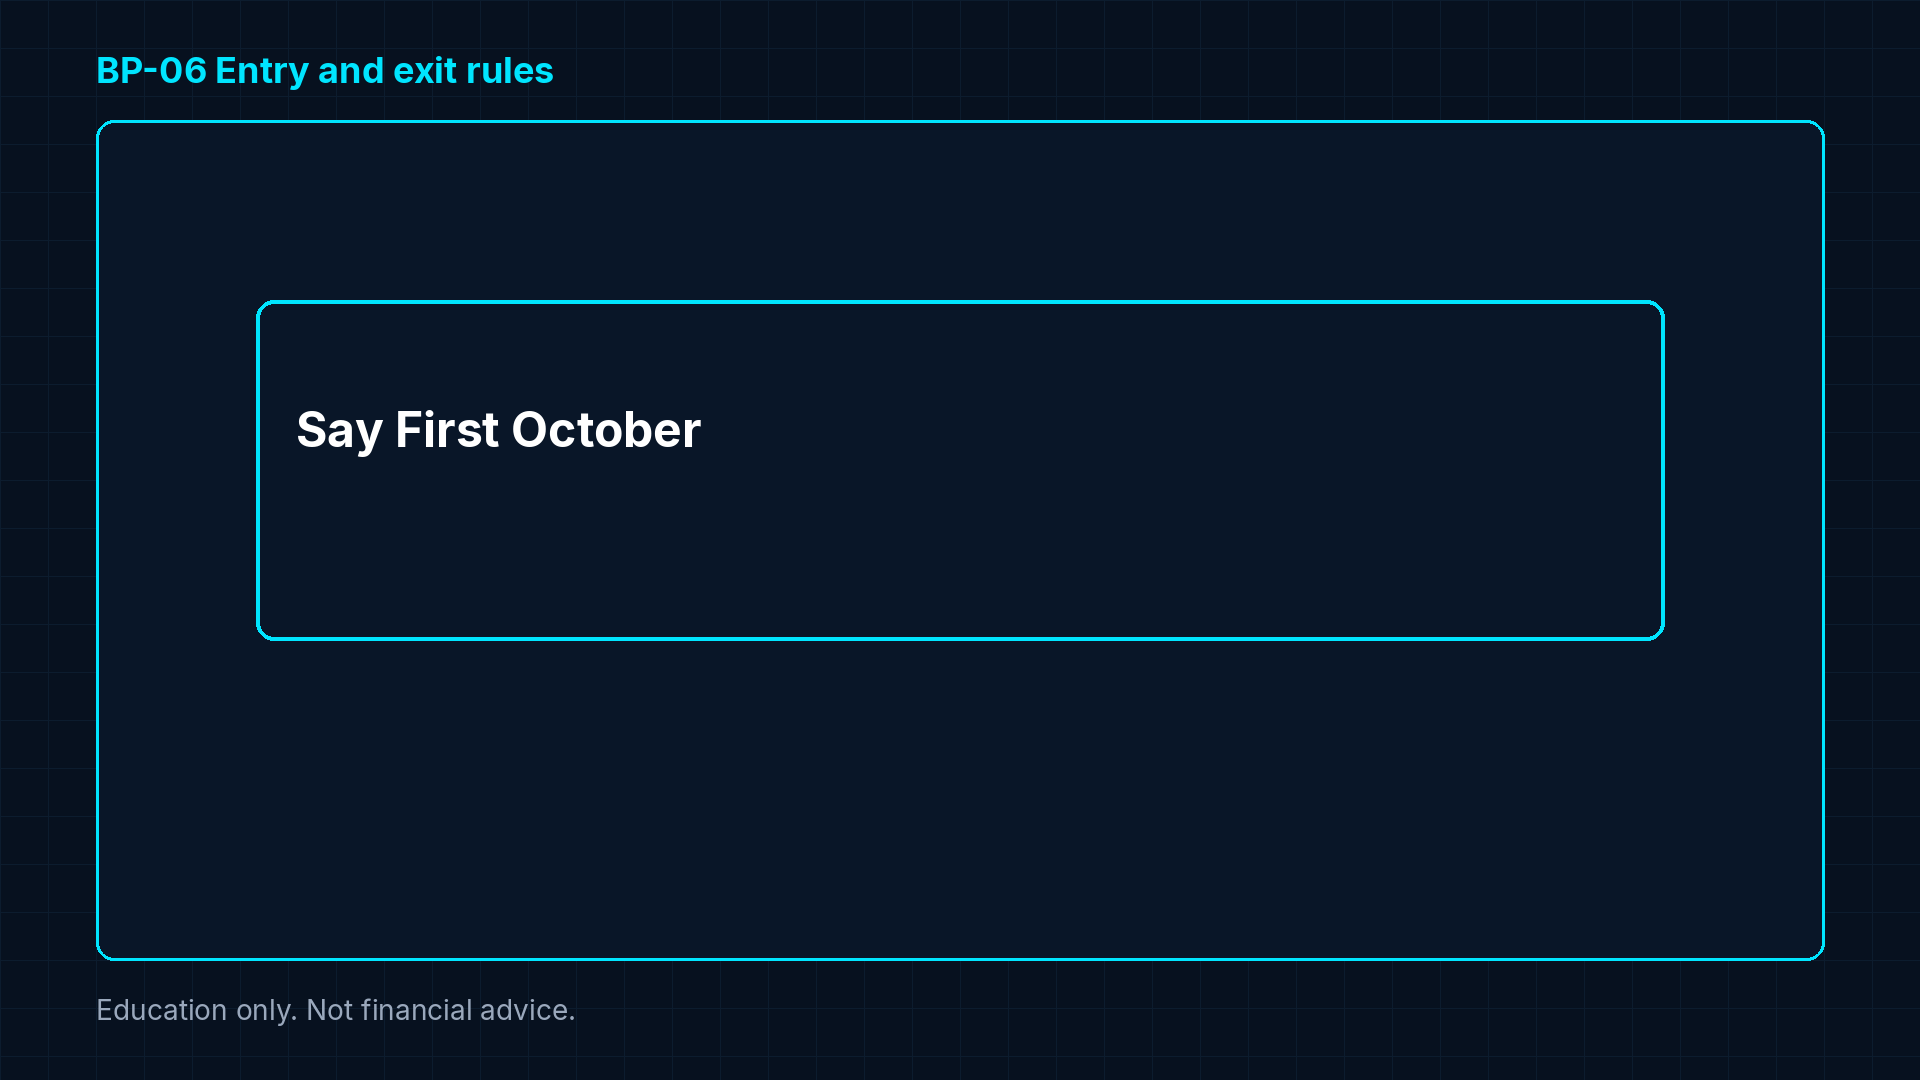 BP-06 Entry and exit rules
Say First October
Education only. Not financial advice.